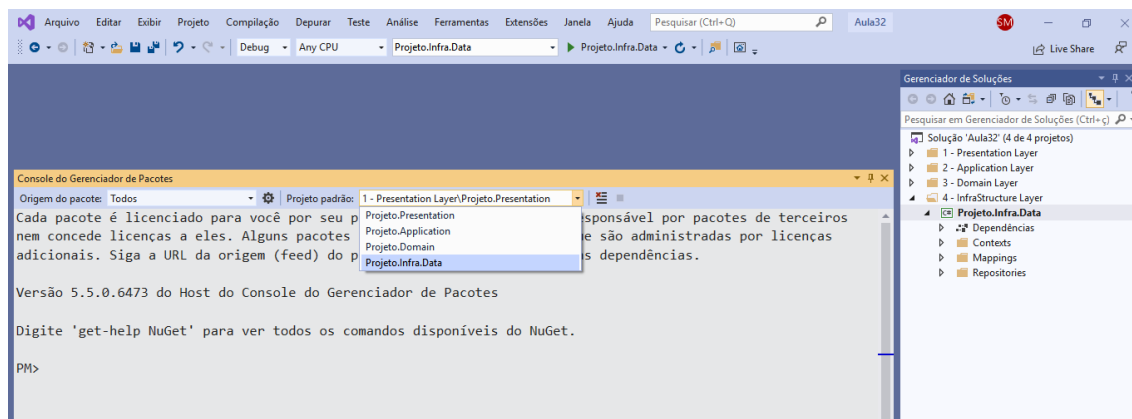 Arquivo Editar Exibir Projeto Compilação Depurar Teste Análise Ferramentas Extensões Janela Ajuda Pesquisar (Ctrl+Q) Aula32 SM
Debug Any CPU Projeto.Infra.Data Projeto.Infra.Data Live Share
Gerenciador de Soluções
Pesquisar em Gerenciador de Soluções (Ctrl+ç)
Solução 'Aula32' (4 de 4 projetos)
1 - Presentation Layer
2 - Application Layer
3 - Domain Layer
4 - InfraStructure Layer
Projeto.Infra.Data
Dependências
Contexts
Mappings
Repositories
Console do Gerenciador de Pacotes
Origem do pacote: Todos Projeto padrão: 1 - Presentation Layer\Projeto.Presentation
Projeto.Presentation
Projeto.Application
Projeto.Domain
Projeto.Infra.Data
Cada pacote é licenciado para você por seu p sponsável por pacotes de terceiros
nem concede licenças a eles. Alguns pacotes e são administradas por licenças
adicionais. Siga a URL da origem (feed) do p s dependências.
Versão 5.5.0.6473 do Host do Console do Gerenciador de Pacotes
Digite 'get-help NuGet' para ver todos os comandos disponíveis do NuGet.
PM>